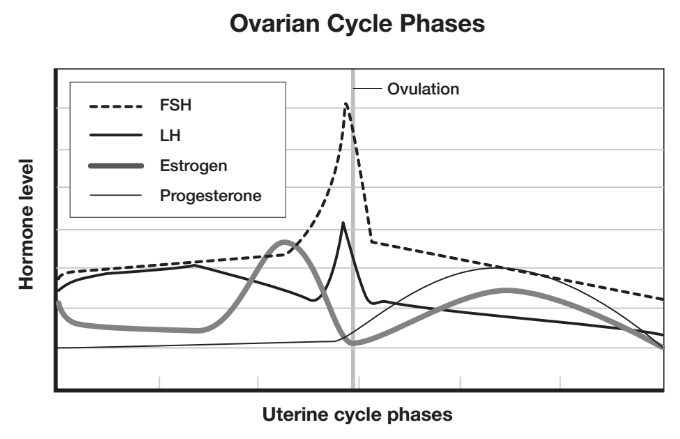 Ovarian Cycle Phases
Ovulation
FSH
LH
Estrogen
Progesterone
Hormone level
Uterine cycle phases